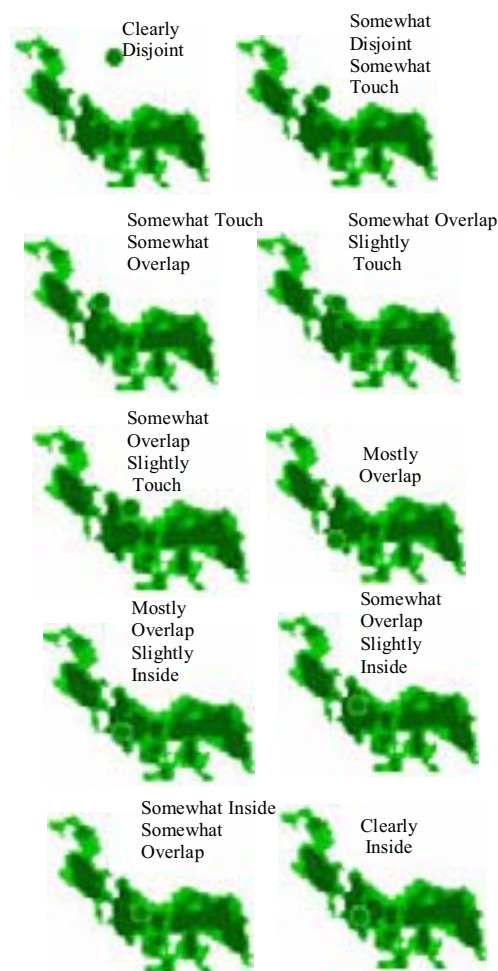 Clearly
Disjoint
Somewhat
Disjoint
Somewhat
Touch
Somewhat Touch
Somewhat
Overlap
Somewhat Overlap
Slightly
Touch
Somewhat
Overlap
Slightly
Touch
Mostly
Overlap
Mostly
Overlap
Slightly
Inside
Somewhat
Overlap
Slightly
Inside
Somewhat Inside
Somewhat
Overlap
Clearly
Inside